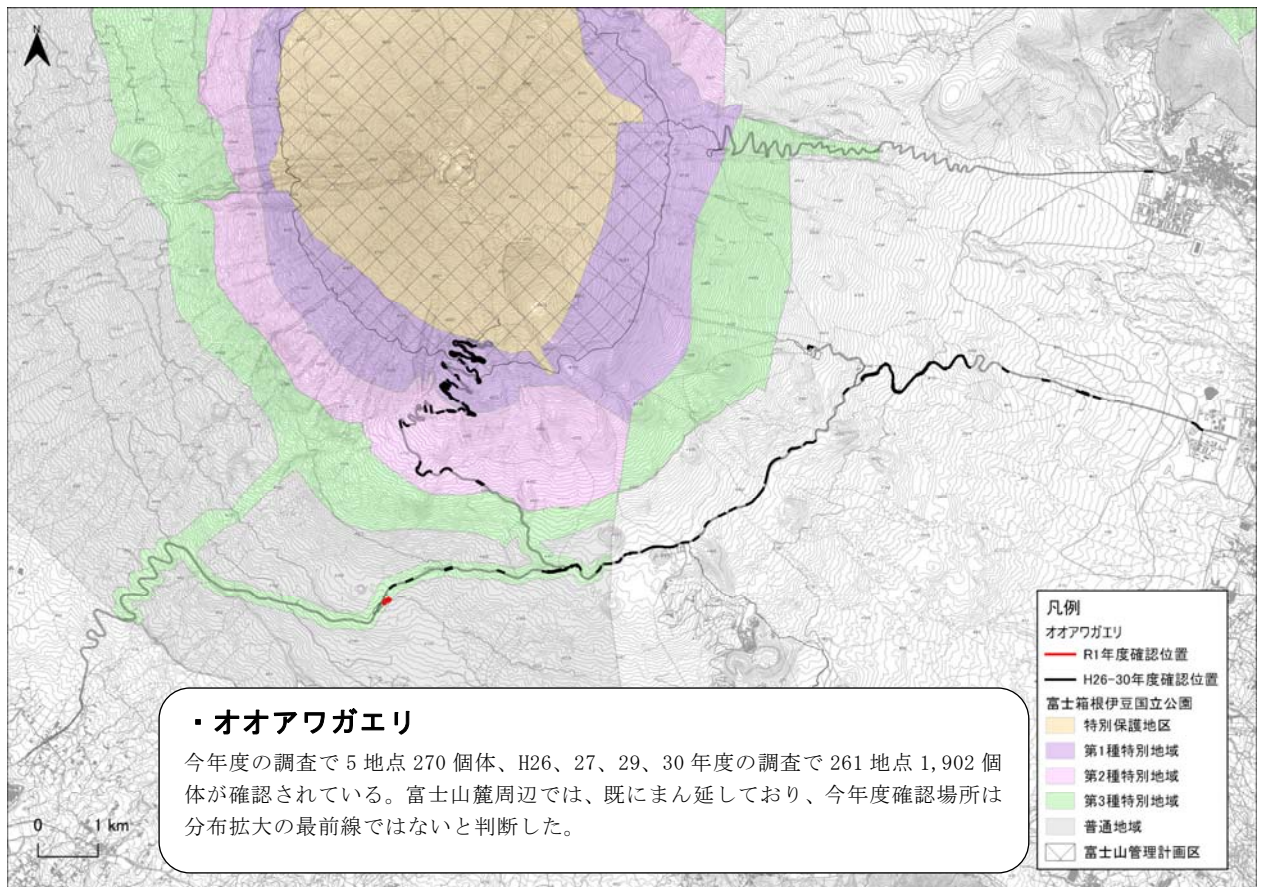 N
凡例
オオアワガエリ
R1年度確認位置
H26-30年度確認位置
富士箱根伊豆国立公園
特別保護地区
第1種特別地域
第2種特別地域
第3種特別地域
普通地域
富士山管理計画区
・オオアワガエリ
今年度の調査で 5 地点 270 個体、H26、27、29、30 年度の調査で 261 地点 1,902 個
体が確認されている。富士山麓周辺では、既にまん延しており、今年度確認場所は
分布拡大の最前線ではないと判断した。
0 1 km